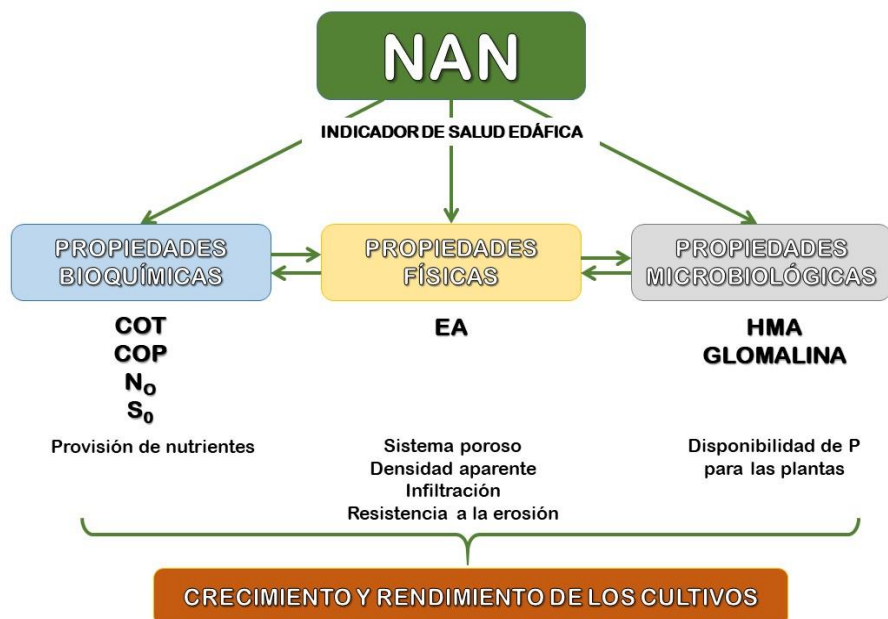 NAN
INDICADOR DE SALUD EDÁFICA
PROPIEDADES
BIOQUÍMICAS
PROPIEDADES
FÍSICAS
PROPIEDADES
MICROBIOLÓGICAS
COT
COP
N₀
S₀
EA
HMA
GLOMALINA
Provisión de nutrientes
Sistema poroso
Densidad aparente
Infiltración
Resistencia a la erosión
Disponibilidad de P
para las plantas
CRECIMIENTO Y RENDIMIENTO DE LOS CULTIVOS